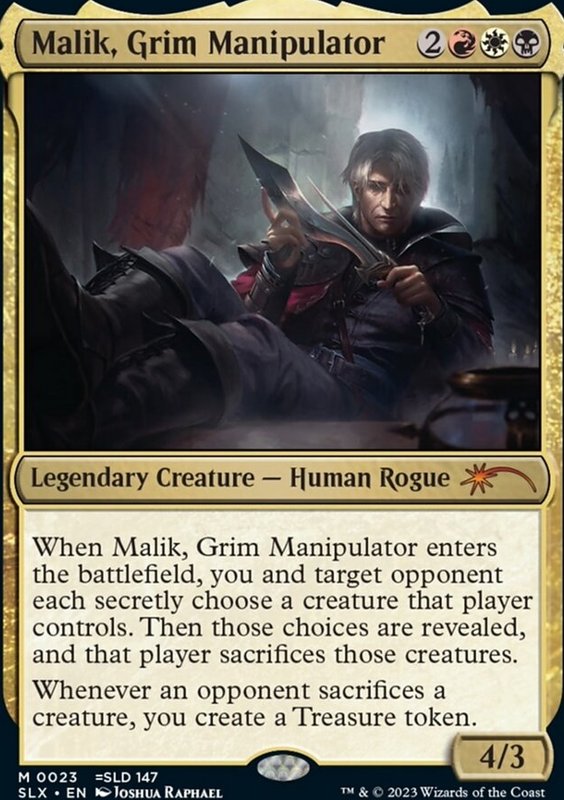 Malik, Grim Manipulator 2
Legendary Creature — Human Rogue
When Malik, Grim Manipulator enters
the battlefield, you and target opponent
each secretly choose a creature that player
controls. Then those choices are revealed,
and that player sacrifices those creatures.
Whenever an opponent sacrifices a
creature, you create a Treasure token.
4/3
M 0023 =SLD 147
SLX • EN Joshua Raphael
™ & © 2023 Wizards of the Coast